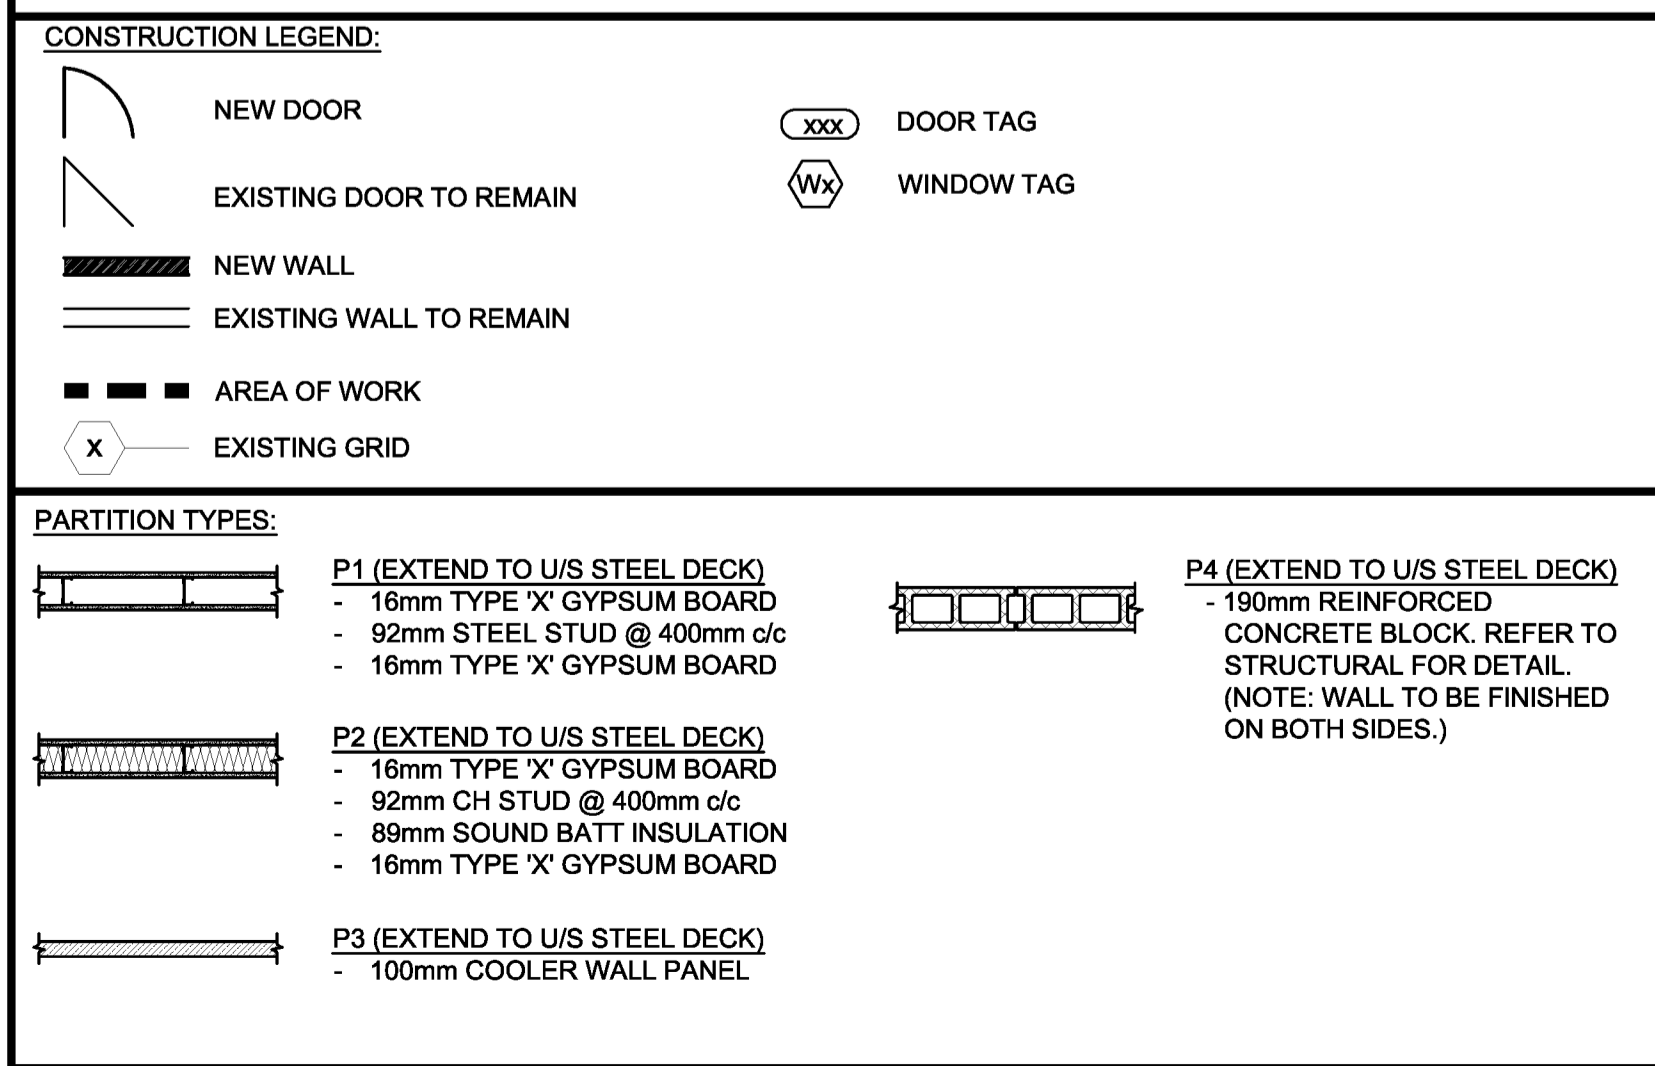 CONSTRUCTION LEGEND:
NEW DOOR
EXISTING DOOR TO REMAIN
NEW WALL
EXISTING WALL TO REMAIN
AREA OF WORK
X
EXISTING GRID
xxx
DOOR TAG
Wx
WINDOW TAG
PARTITION TYPES:
P1 (EXTEND TO U/S STEEL DECK)
- 16mm TYPE 'X' GYPSUM BOARD
- 92mm STEEL STUD @ 400mm c/c
- 16mm TYPE 'X' GYPSUM BOARD
P2 (EXTEND TO U/S STEEL DECK)
- 16mm TYPE 'X' GYPSUM BOARD
- 92mm CH STUD @ 400mm c/c
- 89mm SOUND BATT INSULATION
- 16mm TYPE 'X' GYPSUM BOARD
P3 (EXTEND TO U/S STEEL DECK)
- 100mm COOLER WALL PANEL
P4 (EXTEND TO U/S STEEL DECK)
- 190mm REINFORCED
CONCRETE BLOCK. REFER TO
STRUCTURAL FOR DETAIL.
(NOTE: WALL TO BE FINISHED
ON BOTH SIDES.)